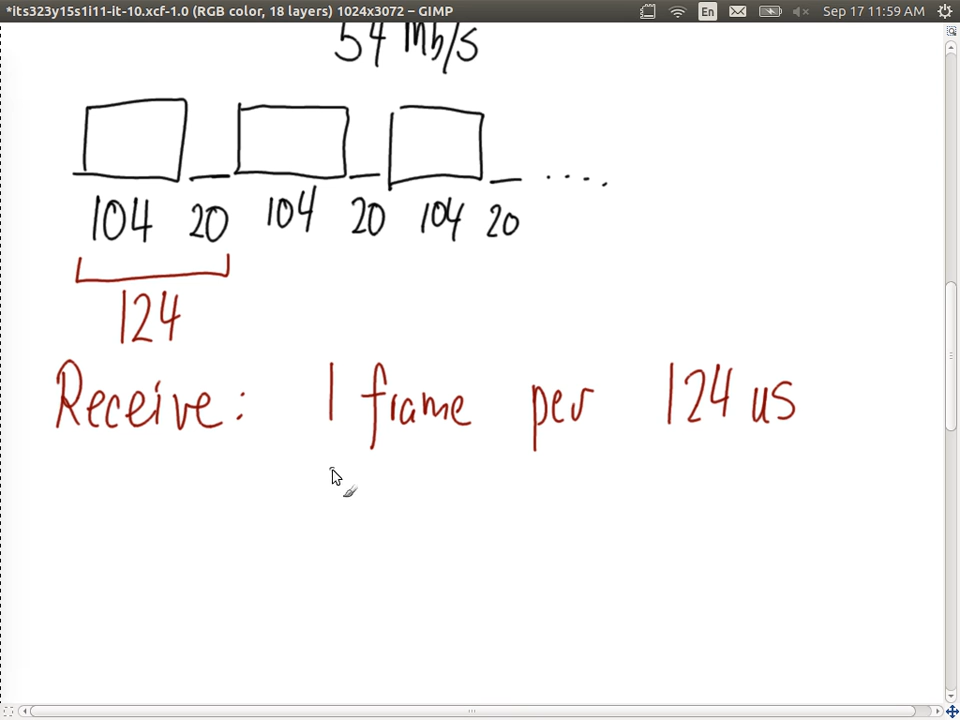 *its323y15s1i11-it-10.xcf-1.0 (RGB color, 18 layers) 1024x3072 – GIMP En Sep 17 11:59 AM
54 Mb/s
104 20 104 20 104 20
124
Receive: 1 frame per 124 us